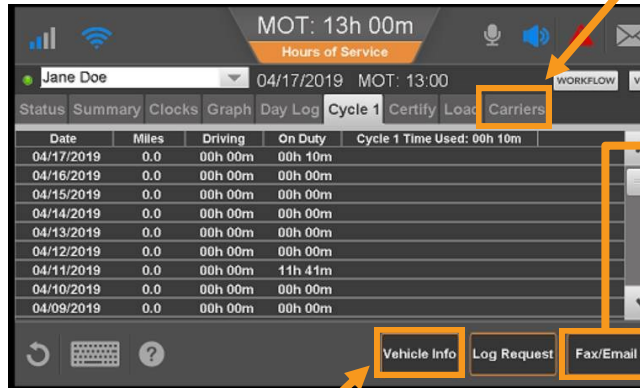 MOT: 13h 00m
Hours of Service
Jane Doe 04/17/2019 MOT: 13:00 WORKFLOW
Status Summary Clocks Graph Day Log Cycle 1 Certify Load Carriers
Date Miles Driving On Duty Cycle 1 Time Used: 00h 10m
04/17/2019 0.0 00h 00m 00h 10m
04/16/2019 0.0 00h 00m 00h 00m
04/15/2019 0.0 00h 00m 00h 00m
04/14/2019 0.0 00h 00m 00h 00m
04/13/2019 0.0 00h 00m 00h 00m
04/12/2019 0.0 00h 00m 00h 00m
04/11/2019 0.0 00h 00m 11h 41m
04/10/2019 0.0 00h 00m 00h 00m
04/09/2019 0.0 00h 00m 00h 00m
? Vehicle Info Log Request Fax/Email